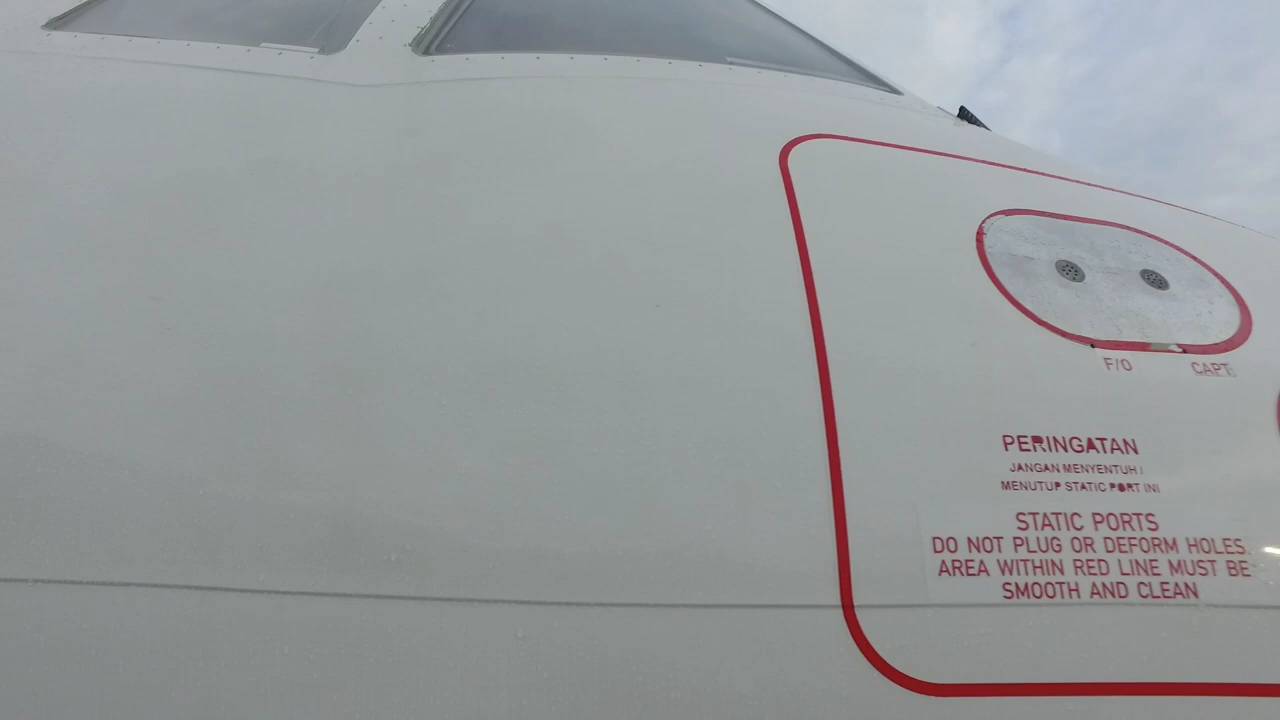 F/O CAPT
PERINGATAN
JANGAN MENYENTUH /
MENUTUP STATIC PORT INI
STATIC PORTS
DO NOT PLUG OR DEFORM HOLES.
AREA WITHIN RED LINE MUST BE
SMOOTH AND CLEAN